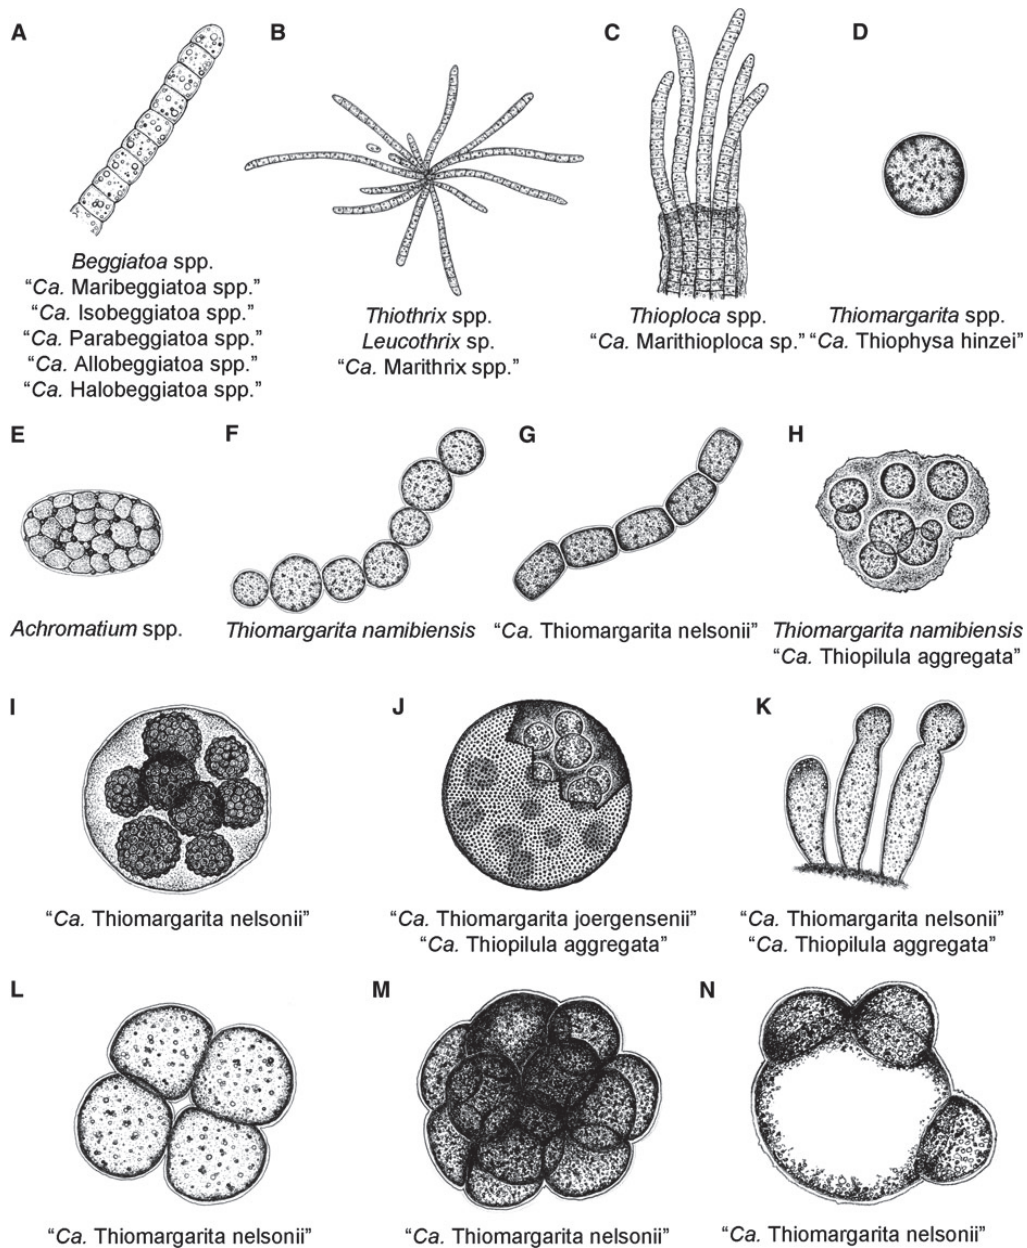 A
B
C
D
Beggiatoa spp.
“Ca. Maribeggiatoa spp.”
“Ca. Isobeggiatoa spp.”
“Ca. Parabeggiatoa spp.”
“Ca. Allobeggiatoa spp.”
“Ca. Halobeggiatoa spp.”
Thiothrix spp.
Leucothrix sp.
“Ca. Marithrix spp.”
Thioploca spp.
“Ca. Marithioploca sp.”
Thiomargarita spp.
“Ca. Thiophysa hinzei”
E
F
G
H
Achromatium spp.
Thiomargarita namibiensis
“Ca. Thiomargarita nelsonii”
Thiomargarita namibiensis
“Ca. Thiopilula aggregata”
I
J
K
“Ca. Thiomargarita nelsonii”
“Ca. Thiomargarita joergensenii”
“Ca. Thiopilula aggregata”
“Ca. Thiomargarita nelsonii”
“Ca. Thiopilula aggregata”
L
M
N
“Ca. Thiomargarita nelsonii”
“Ca. Thiomargarita nelsonii”
“Ca. Thiomargarita nelsonii”